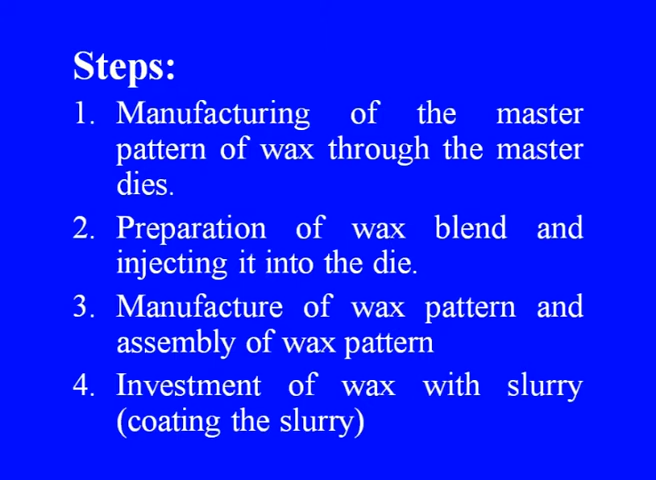 Steps:
1. Manufacturing of the master
pattern of wax through the master
dies.
2. Preparation of wax blend and
injecting it into the die.
3. Manufacture of wax pattern and
assembly of wax pattern
4. Investment of wax with slurry
(coating the slurry)